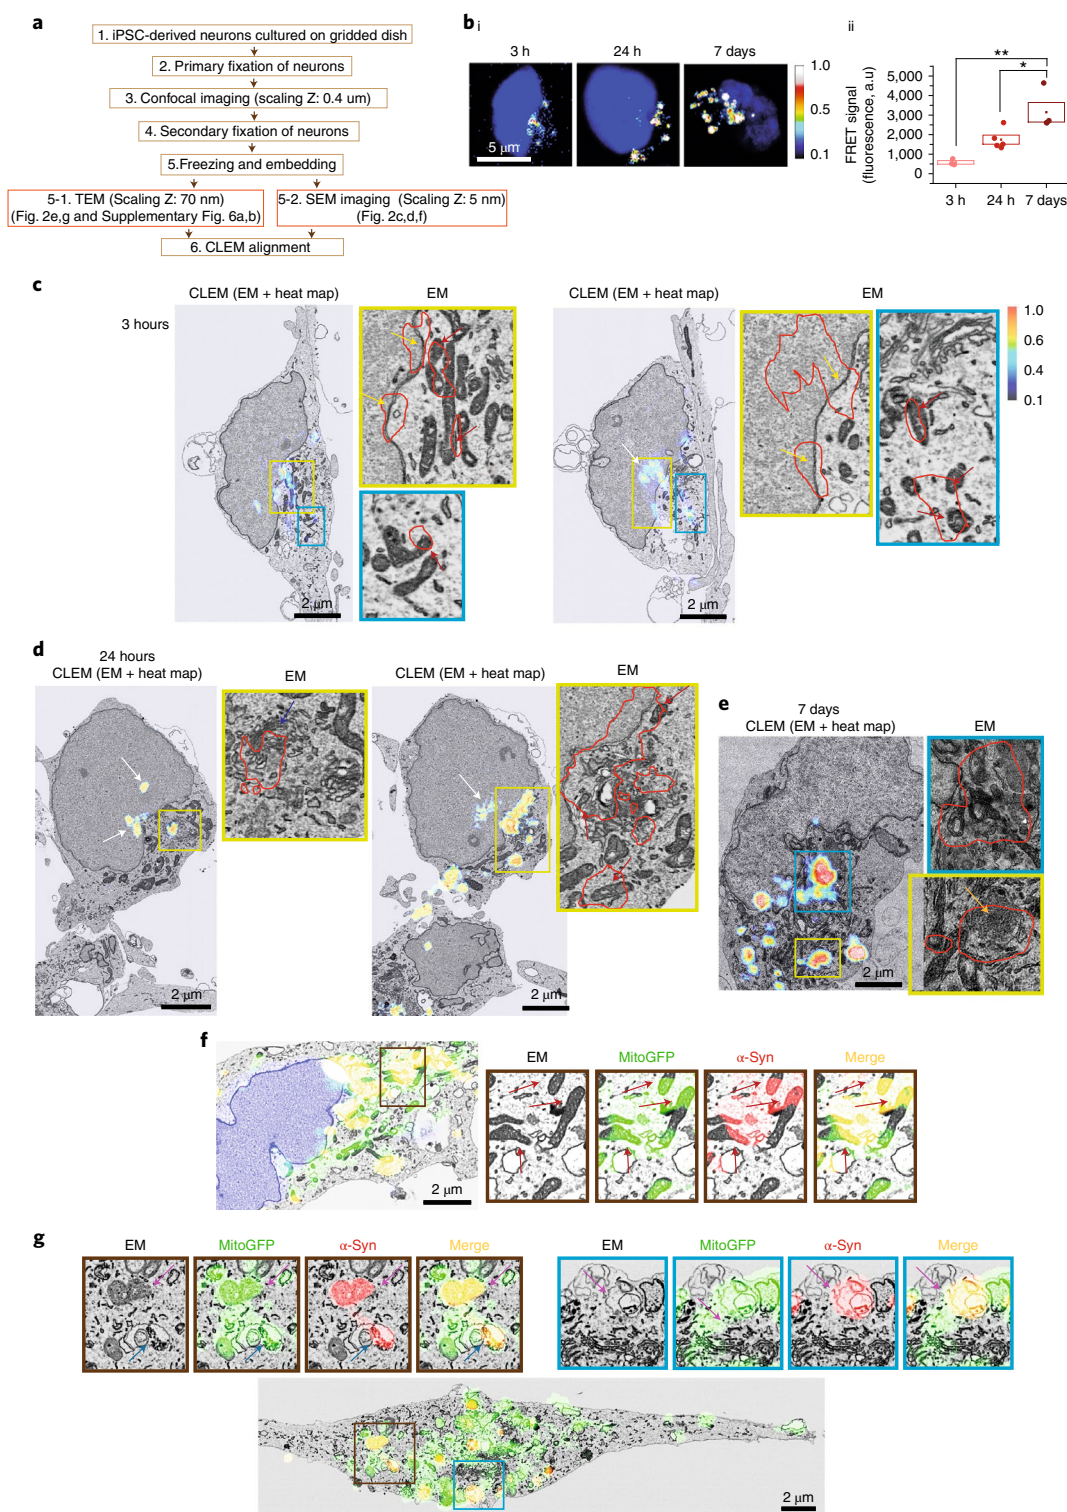 a
1. iPSC-derived neurons cultured on gridded dish
2. Primary fixation of neurons
3. Confocal imaging (scaling Z: 0.4 um)
4. Secondary fixation of neurons
5.Freezing and embedding
5-1. TEM (Scaling Z: 70 nm)
(Fig. 2e,g and Supplementary Fig. 6a,b)
5-2. SEM imaging (Scaling Z: 5 nm)
(Fig. 2c,d,f)
6. CLEM alignment
b
i
3 h
24 h
7 days
5 μm
1.0
0.5
0.1
ii
**
*
FRET signal
(fluorescence, a.u)
5,000
4,000
3,000
2,000
1,000
0
3 h
24 h
7 days
c
3 hours
CLEM (EM + heat map)
EM
CLEM (EM + heat map)
EM
1.0
0.6
0.4
0.1
2 μm
2 μm
d
24 hours
CLEM (EM + heat map)
EM
CLEM (EM + heat map)
EM
2 μm
2 μm
e
7 days
CLEM (EM + heat map)
EM
2 μm
f
EM
MitoGFP
α-Syn
Merge
2 μm
g
EM
MitoGFP
α-Syn
Merge
EM
MitoGFP
α-Syn
Merge
2 μm